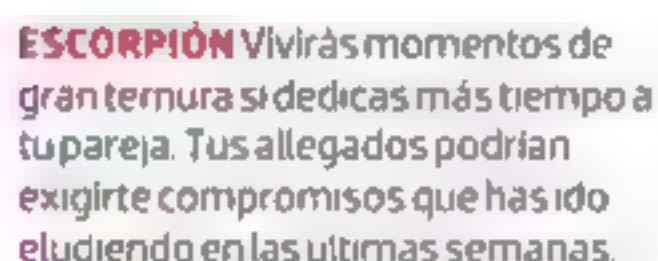 ESCORPIÓN Vivirás momentos de
gran ternura si dedicas más tiempo a
tu pareja. Tus allegados podrían
exigirte compromisos que has ido
eludiendo en las últimas semanas.